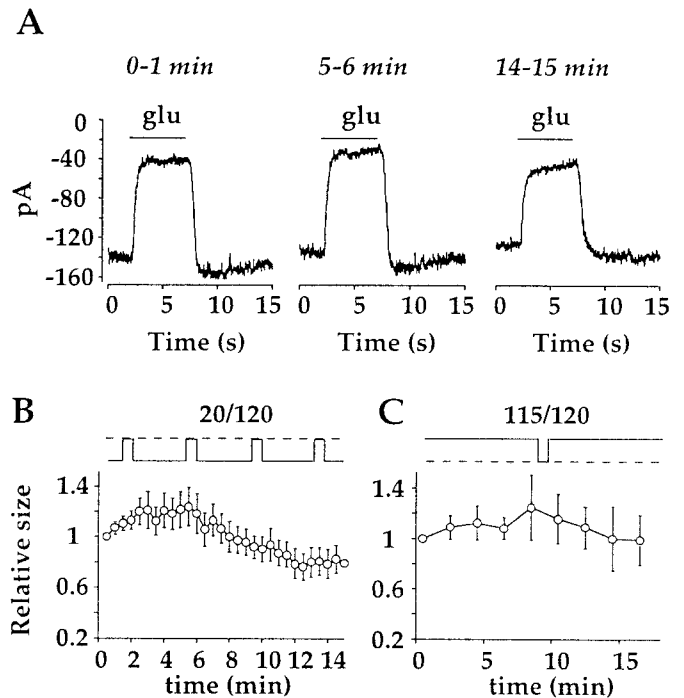 A
0-1 min 5-6 min 14-15 min
glu glu glu
pA
0
-40
-80
-120
-160
0 5 10 15 0 5 10 15 0 5 10 15
Time (s) Time (s) Time (s)
B 20/120
C 115/120
Relative size
1.4
1
0.6
0.2
0 2 4 6 8 10 12 14
time (min)
1.4
1
0.6
0.2
0 5 10 15
time (min)